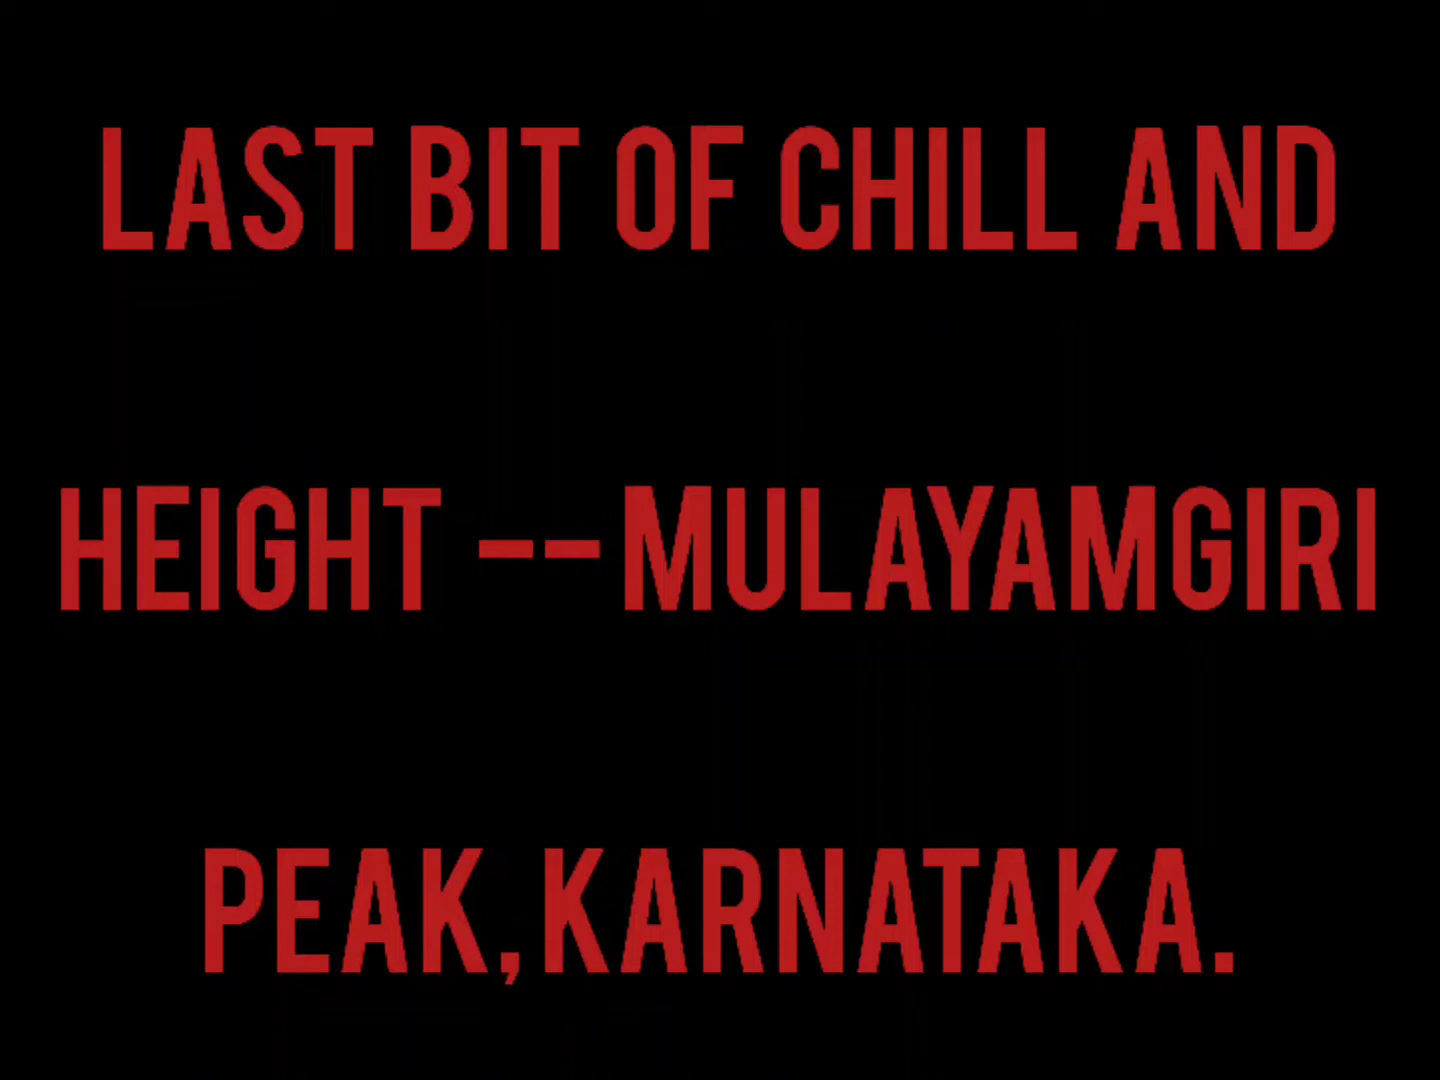 LAST BIT OF CHILL AND
HEIGHT --MULAYAMGIRI
PEAK,KARNATAKA.